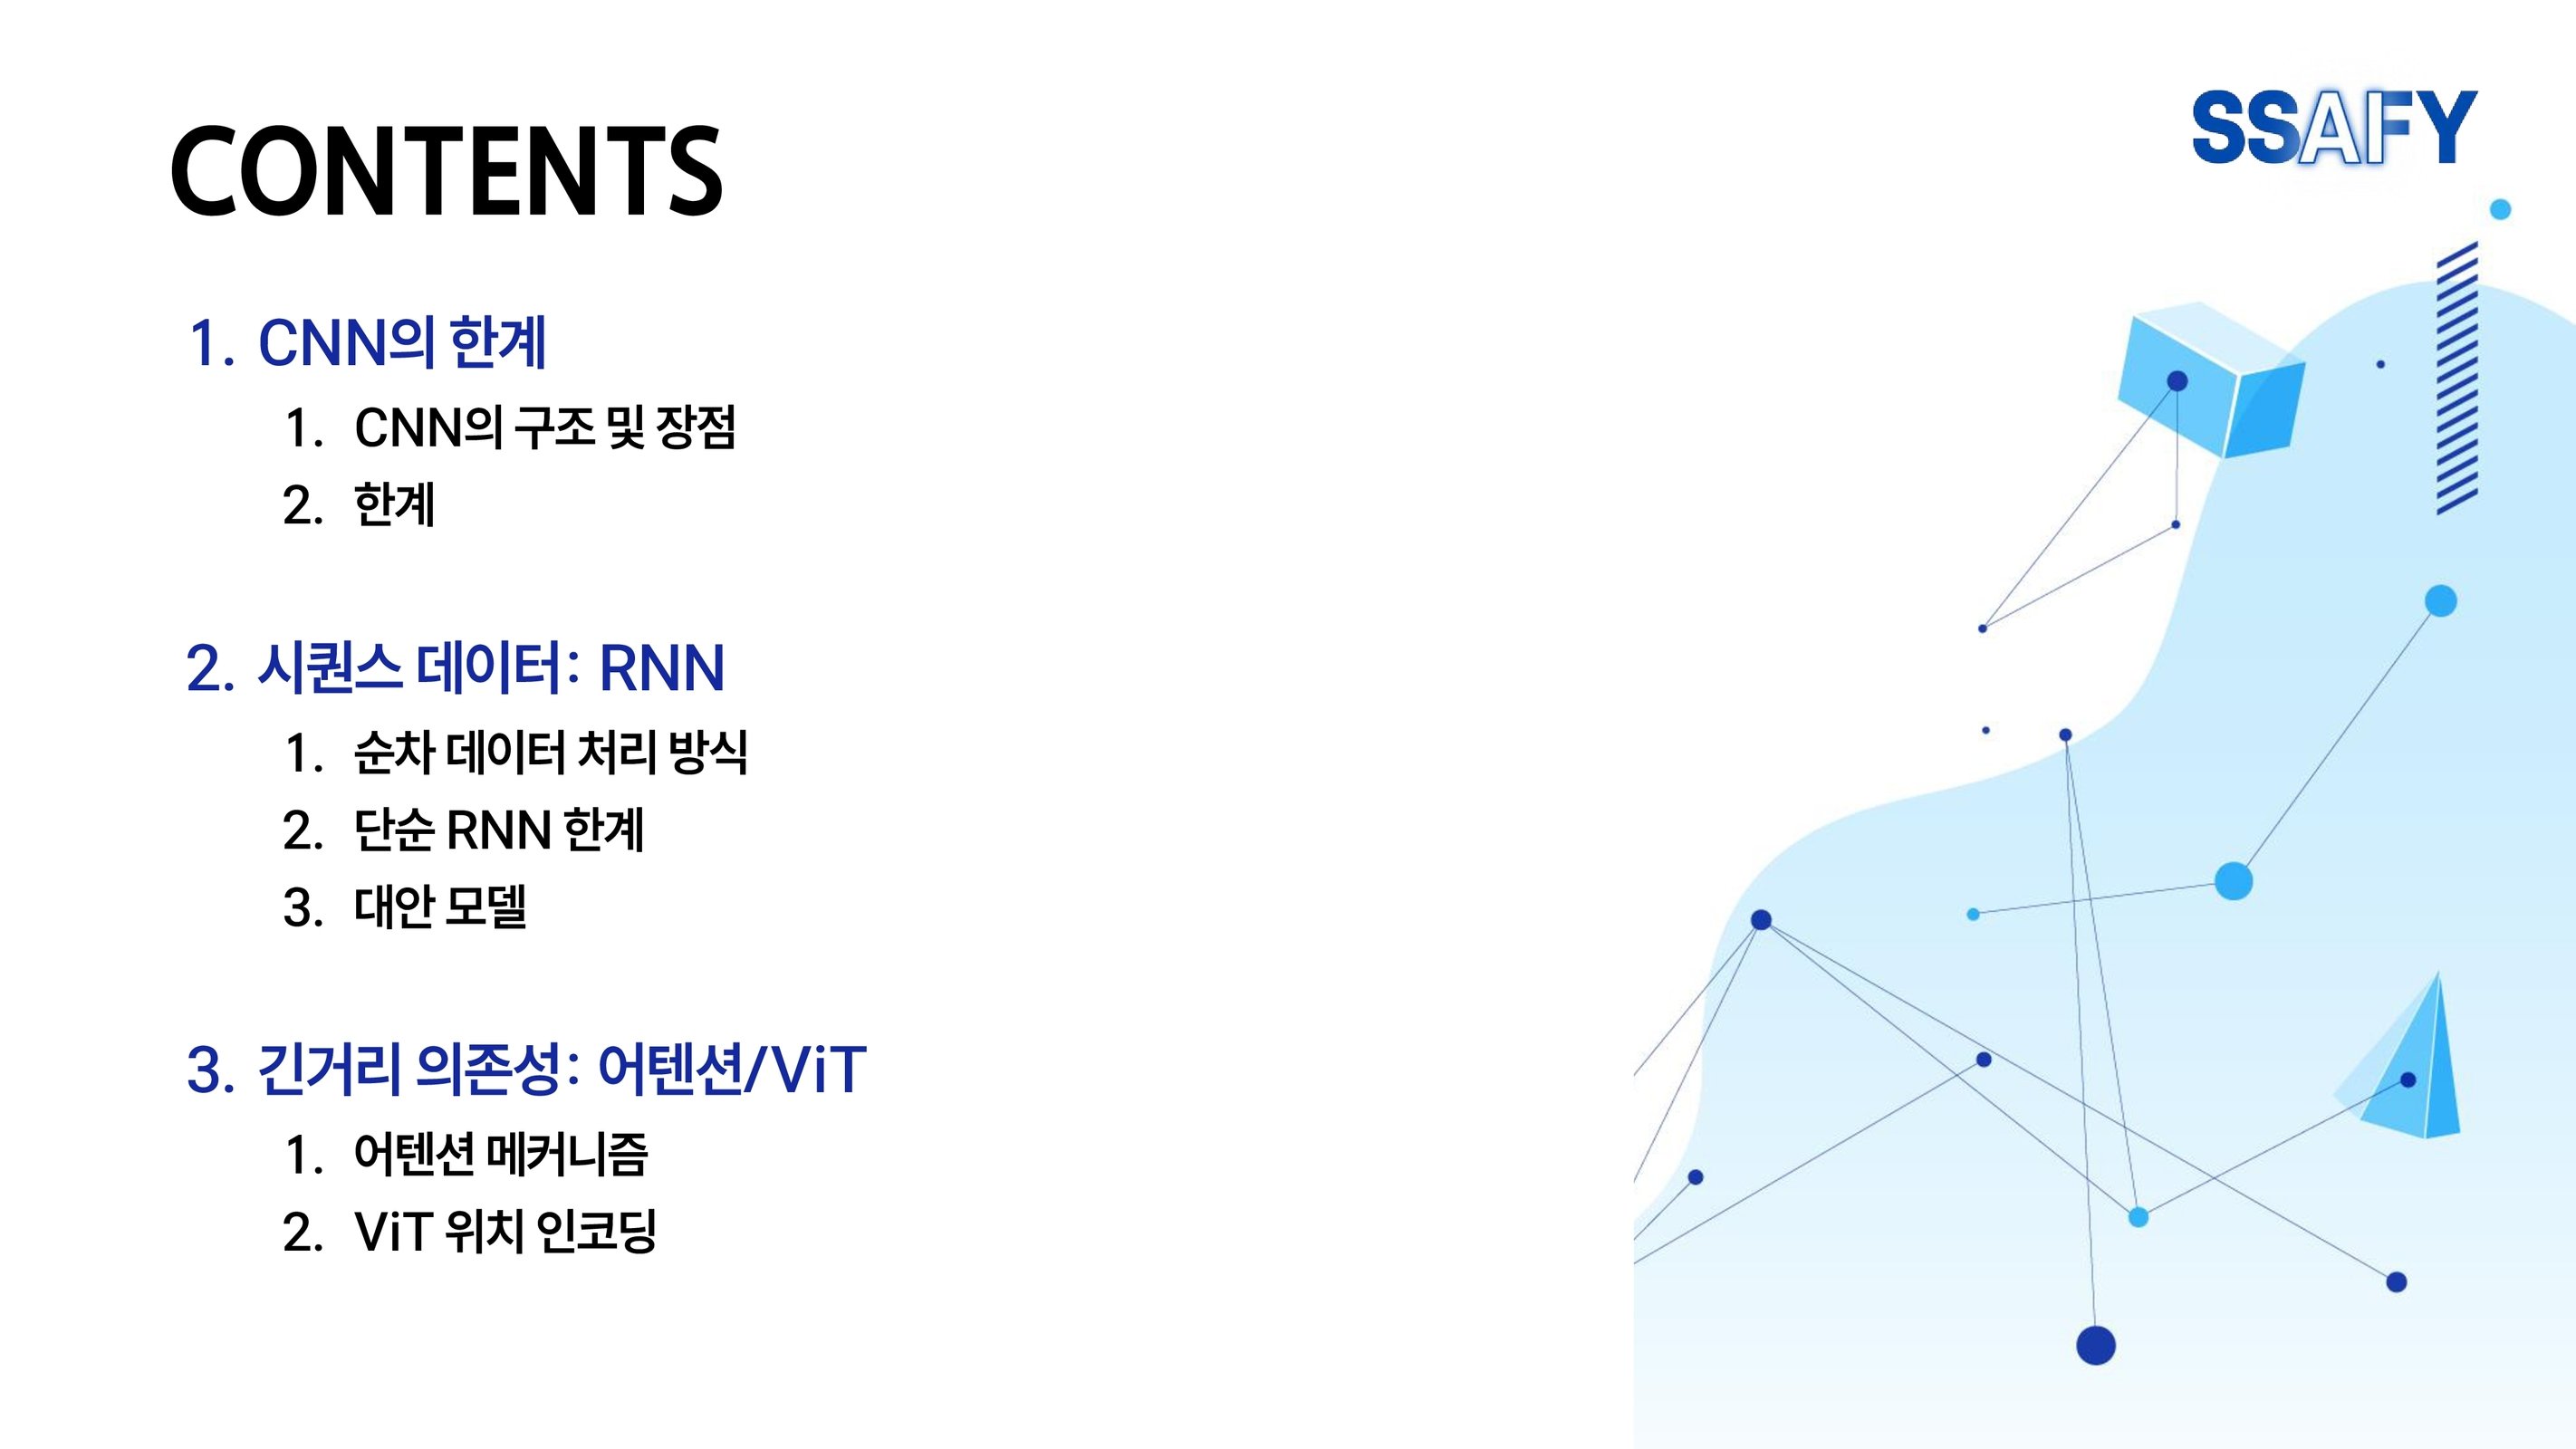 CONTENTS
SSAFY
1. CNN의 한계
1. CNN의 구조 및 장점
2. 한계
2. 시퀀스 데이터: RNN
1. 순차 데이터 처리 방식
2. 단순 RNN 한계
3. 대안 모델
3. 긴거리 의존성: 어텐션/ViT
1. 어텐션 메커니즘
2. ViT 위치 인코딩